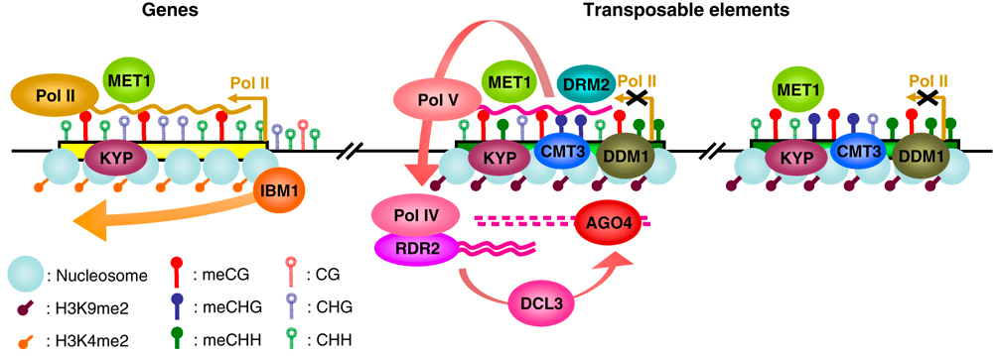 Genes
Transposable elements
Pol II
MET1
Pol II
KYP
IBM1
Pol V
MET1
DRM2
Pol II
KYP
CMT3
DDM1
MET1
Pol II
KYP
CMT3
DDM1
Pol IV
RDR2
AGO4
DCL3
: Nucleosome
: H3K9me2
: H3K4me2
: meCG
: meCHG
: meCHH
: CG
: CHG
: CHH